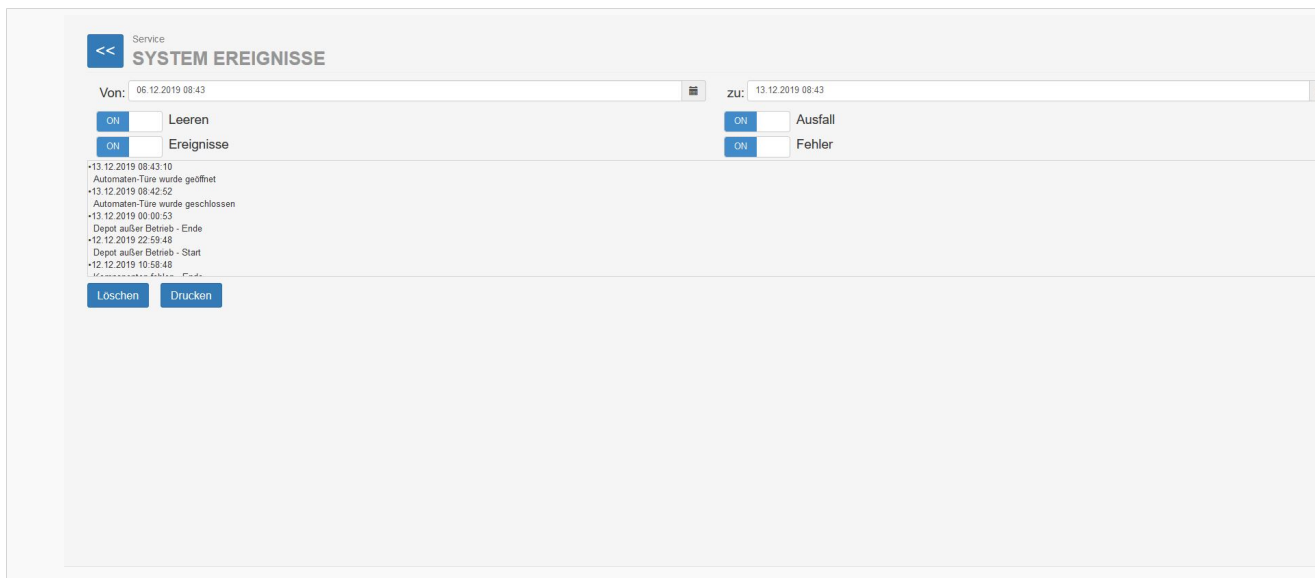 <<
Service
SYSTEM EREIGNISSE
Von: 06.12.2019 08:43
zu: 13.12.2019 08:43
ON Leeren
ON Ausfall
ON Ereignisse
ON Fehler
•13.12.2019 08:43:10
Automaten-Türe wurde geöffnet
•13.12.2019 08:42:52
Automaten-Türe wurde geschlossen
•13.12.2019 00:00:53
Depot außer Betrieb - Ende
•12.12.2019 22:59:48
Depot außer Betrieb - Start
•12.12.2019 10:58:48
Löschen Drucken